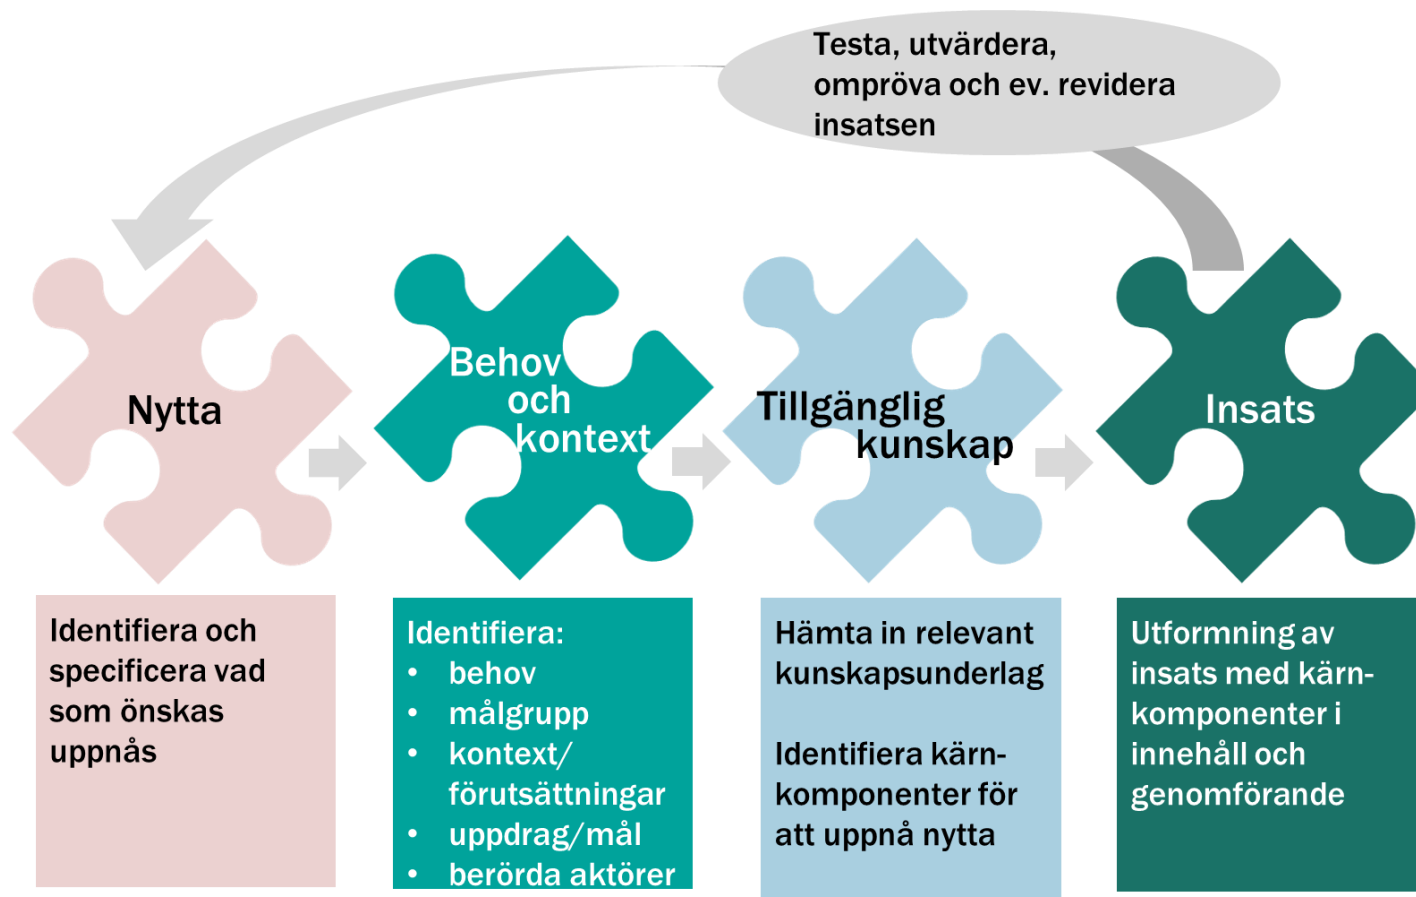 Testa, utvärdera,
ompröva och ev. revidera
insatsen
Nytta
Behov
och
kontext
Tillgänglig
kunskap
Insats
Identifiera och
specificera vad
som önskas
uppnås
Identifiera:
• behov
• målgrupp
• kontext/
förutsättningar
• uppdrag/mål
• berörda aktörer
Hämta in relevant
kunskapsunderlag
Identifiera kärn-
komponenter för
att uppnå nytta
Utformning av
insats med kärn-
komponenter i
innehåll och
genomförande